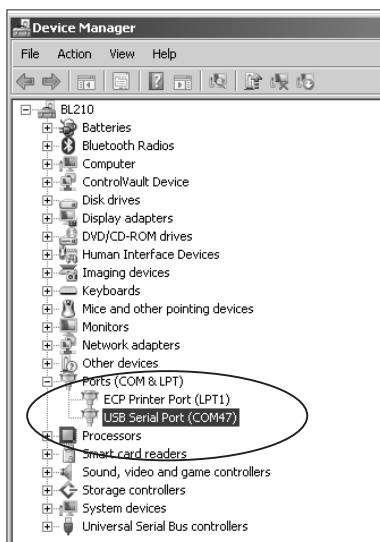 Device Manager
File Action View Help
BL210
Batteries
Bluetooth Radios
Computer
ControlVault Device
Disk drives
Display adapters
DVD/CD-ROM drives
Human Interface Devices
Imaging devices
Keyboards
Mice and other pointing devices
Monitors
Network adapters
Other devices
Ports (COM & LPT)
ECP Printer Port (LPT1)
USB Serial Port (COM47)
Processors
Smart card readers
Sound, video and game controllers
Storage controllers
System devices
Universal Serial Bus controllers